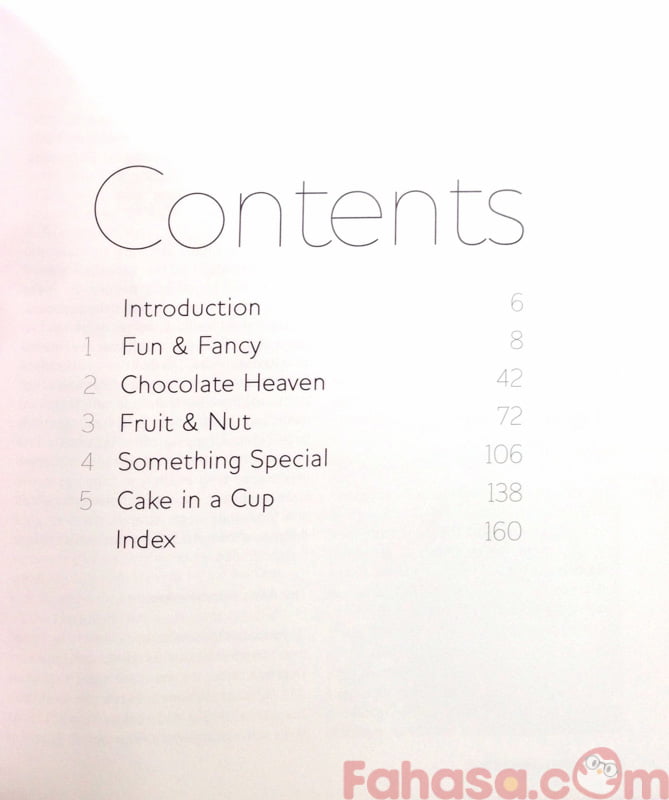 Contents
Introduction 6
1 Fun & Fancy 8
2 Chocolate Heaven 42
3 Fruit & Nut 72
4 Something Special 106
5 Cake in a Cup 138
Index 160
Fahasa.com